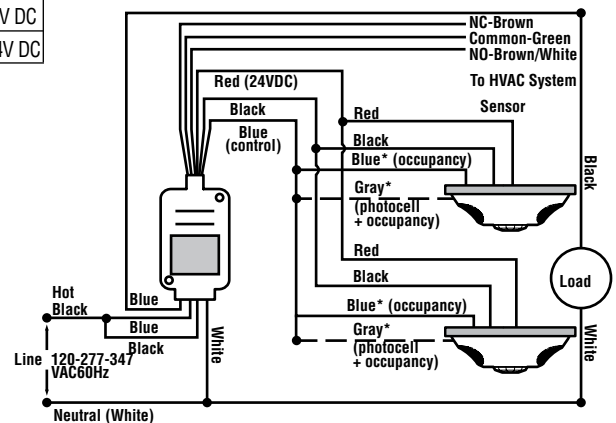 V DC
4V DC
NC-Brown
Common-Green
NO-Brown/White
To HVAC System
Sensor
Red (24VDC)
Black
Blue
(control)
Red
Black
Blue* (occupancy)
Gray*
(photocell
+ occupancy)
Black
Red
Black
Blue* (occupancy)
Gray*
(photocell
+ occupancy)
Load
White
Hot
Black
Blue
Blue
Black
White
Line 120-277-347
VAC60Hz
Neutral (White)